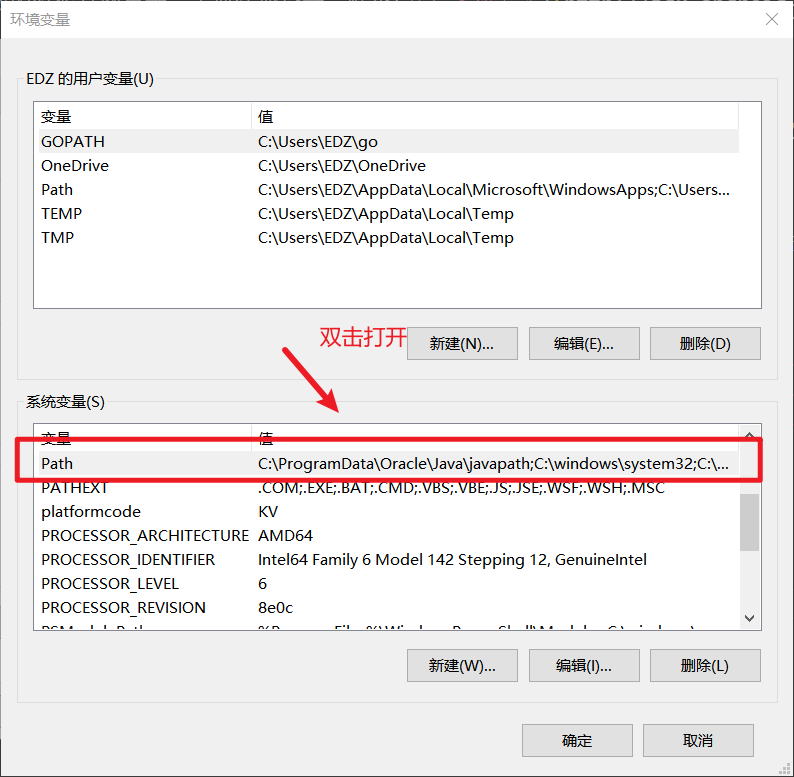 环境变量
EDZ 的用户变量(U)
变量 值
GOPATH C:\Users\EDZ\go
OneDrive C:\Users\EDZ\OneDrive
Path C:\Users\EDZ\AppData\Local\Microsoft\WindowsApps;C:\Users...
TEMP C:\Users\EDZ\AppData\Local\Temp
TMP C:\Users\EDZ\AppData\Local\Temp
双击打开
新建(N)... 编辑(E)... 删除(D)
系统变量(S)
变量 值
Path C:\ProgramData\Oracle\Java\javapath;C:\windows\system32;C:\...
PATHEXT .COM;.EXE;.BAT;.CMD;.VBS;.VBE;.JS;.JSE;.WSF;.WSH;.MSC
platformcode KV
PROCESSOR_ARCHITECTURE AMD64
PROCESSOR_IDENTIFIER Intel64 Family 6 Model 142 Stepping 12, GenuineIntel
PROCESSOR_LEVEL 6
PROCESSOR_REVISION 8e0c
新建(W)... 编辑(I)... 删除(L)
确定 取消